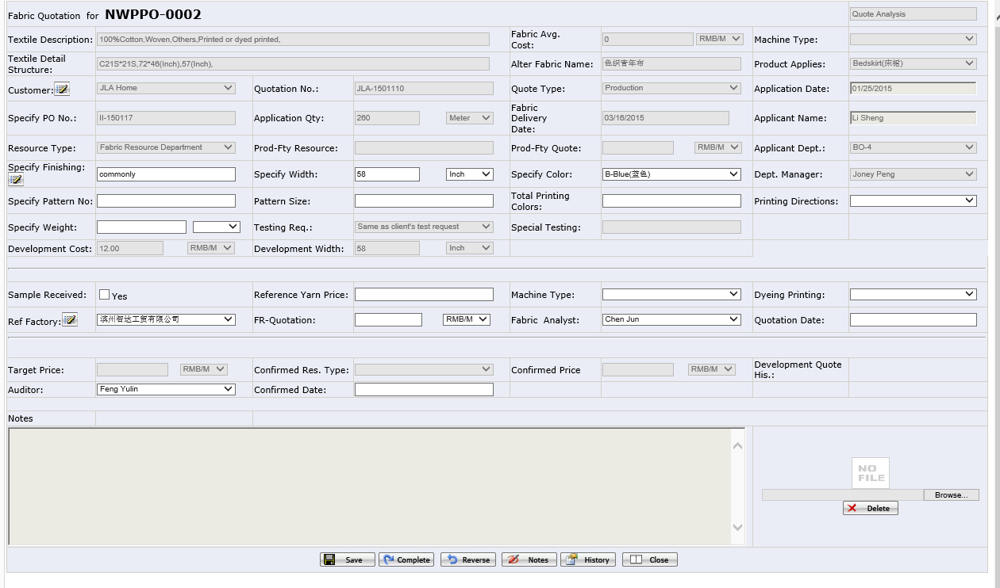 Fabric Quotation for NWPPO-0002
Quote Analysis
Textile Description: 100%Cotton,Woven,Others,Printed or dyed printed, Fabric Avg. Cost: 0 RMB/M Machine Type:
Textile Detail Structure: C21S*21S,72*46(Inch),57(Inch), Alter Fabric Name: 色织青年布 Product Applies: Bedskirt(床裙)
Customer: JLA Home Quotation No.: JLA-1501110 Quote Type: Production Application Date: 01/25/2015
Specify PO No.: II-150117 Application Qty: 260 Meter Fabric Delivery Date: 03/16/2015 Applicant Name: Li Sheng
Resource Type: Fabric Resource Department Prod-Fty Resource: Prod-Fty Quote: RMB/M Applicant Dept.: BO-4
Specify Finishing: commonly Specify Width: 58 Inch Specify Color: B-Blue(蓝色) Dept. Manager: Joney Peng
Specify Pattern No: Pattern Size: Total Printing Colors: Printing Directions:
Specify Weight: Testing Req.: Same as client's test request Special Testing:
Development Cost: 12.00 RMB/M Development Width: 58 Inch
Sample Received: Yes Reference Yarn Price: Machine Type: Dyeing Printing:
Ref Factory: 滨州智达工贸有限公司 FR-Quotation: RMB/M Fabric Analyst: Chen Jun Quotation Date:
Target Price: RMB/M Confirmed Res. Type: Confirmed Price RMB/M Development Quote His.:
Auditor: Feng Yulin Confirmed Date:
Notes
NO FILE
Browse...
Delete
Save Complete Reverse Notes History Close